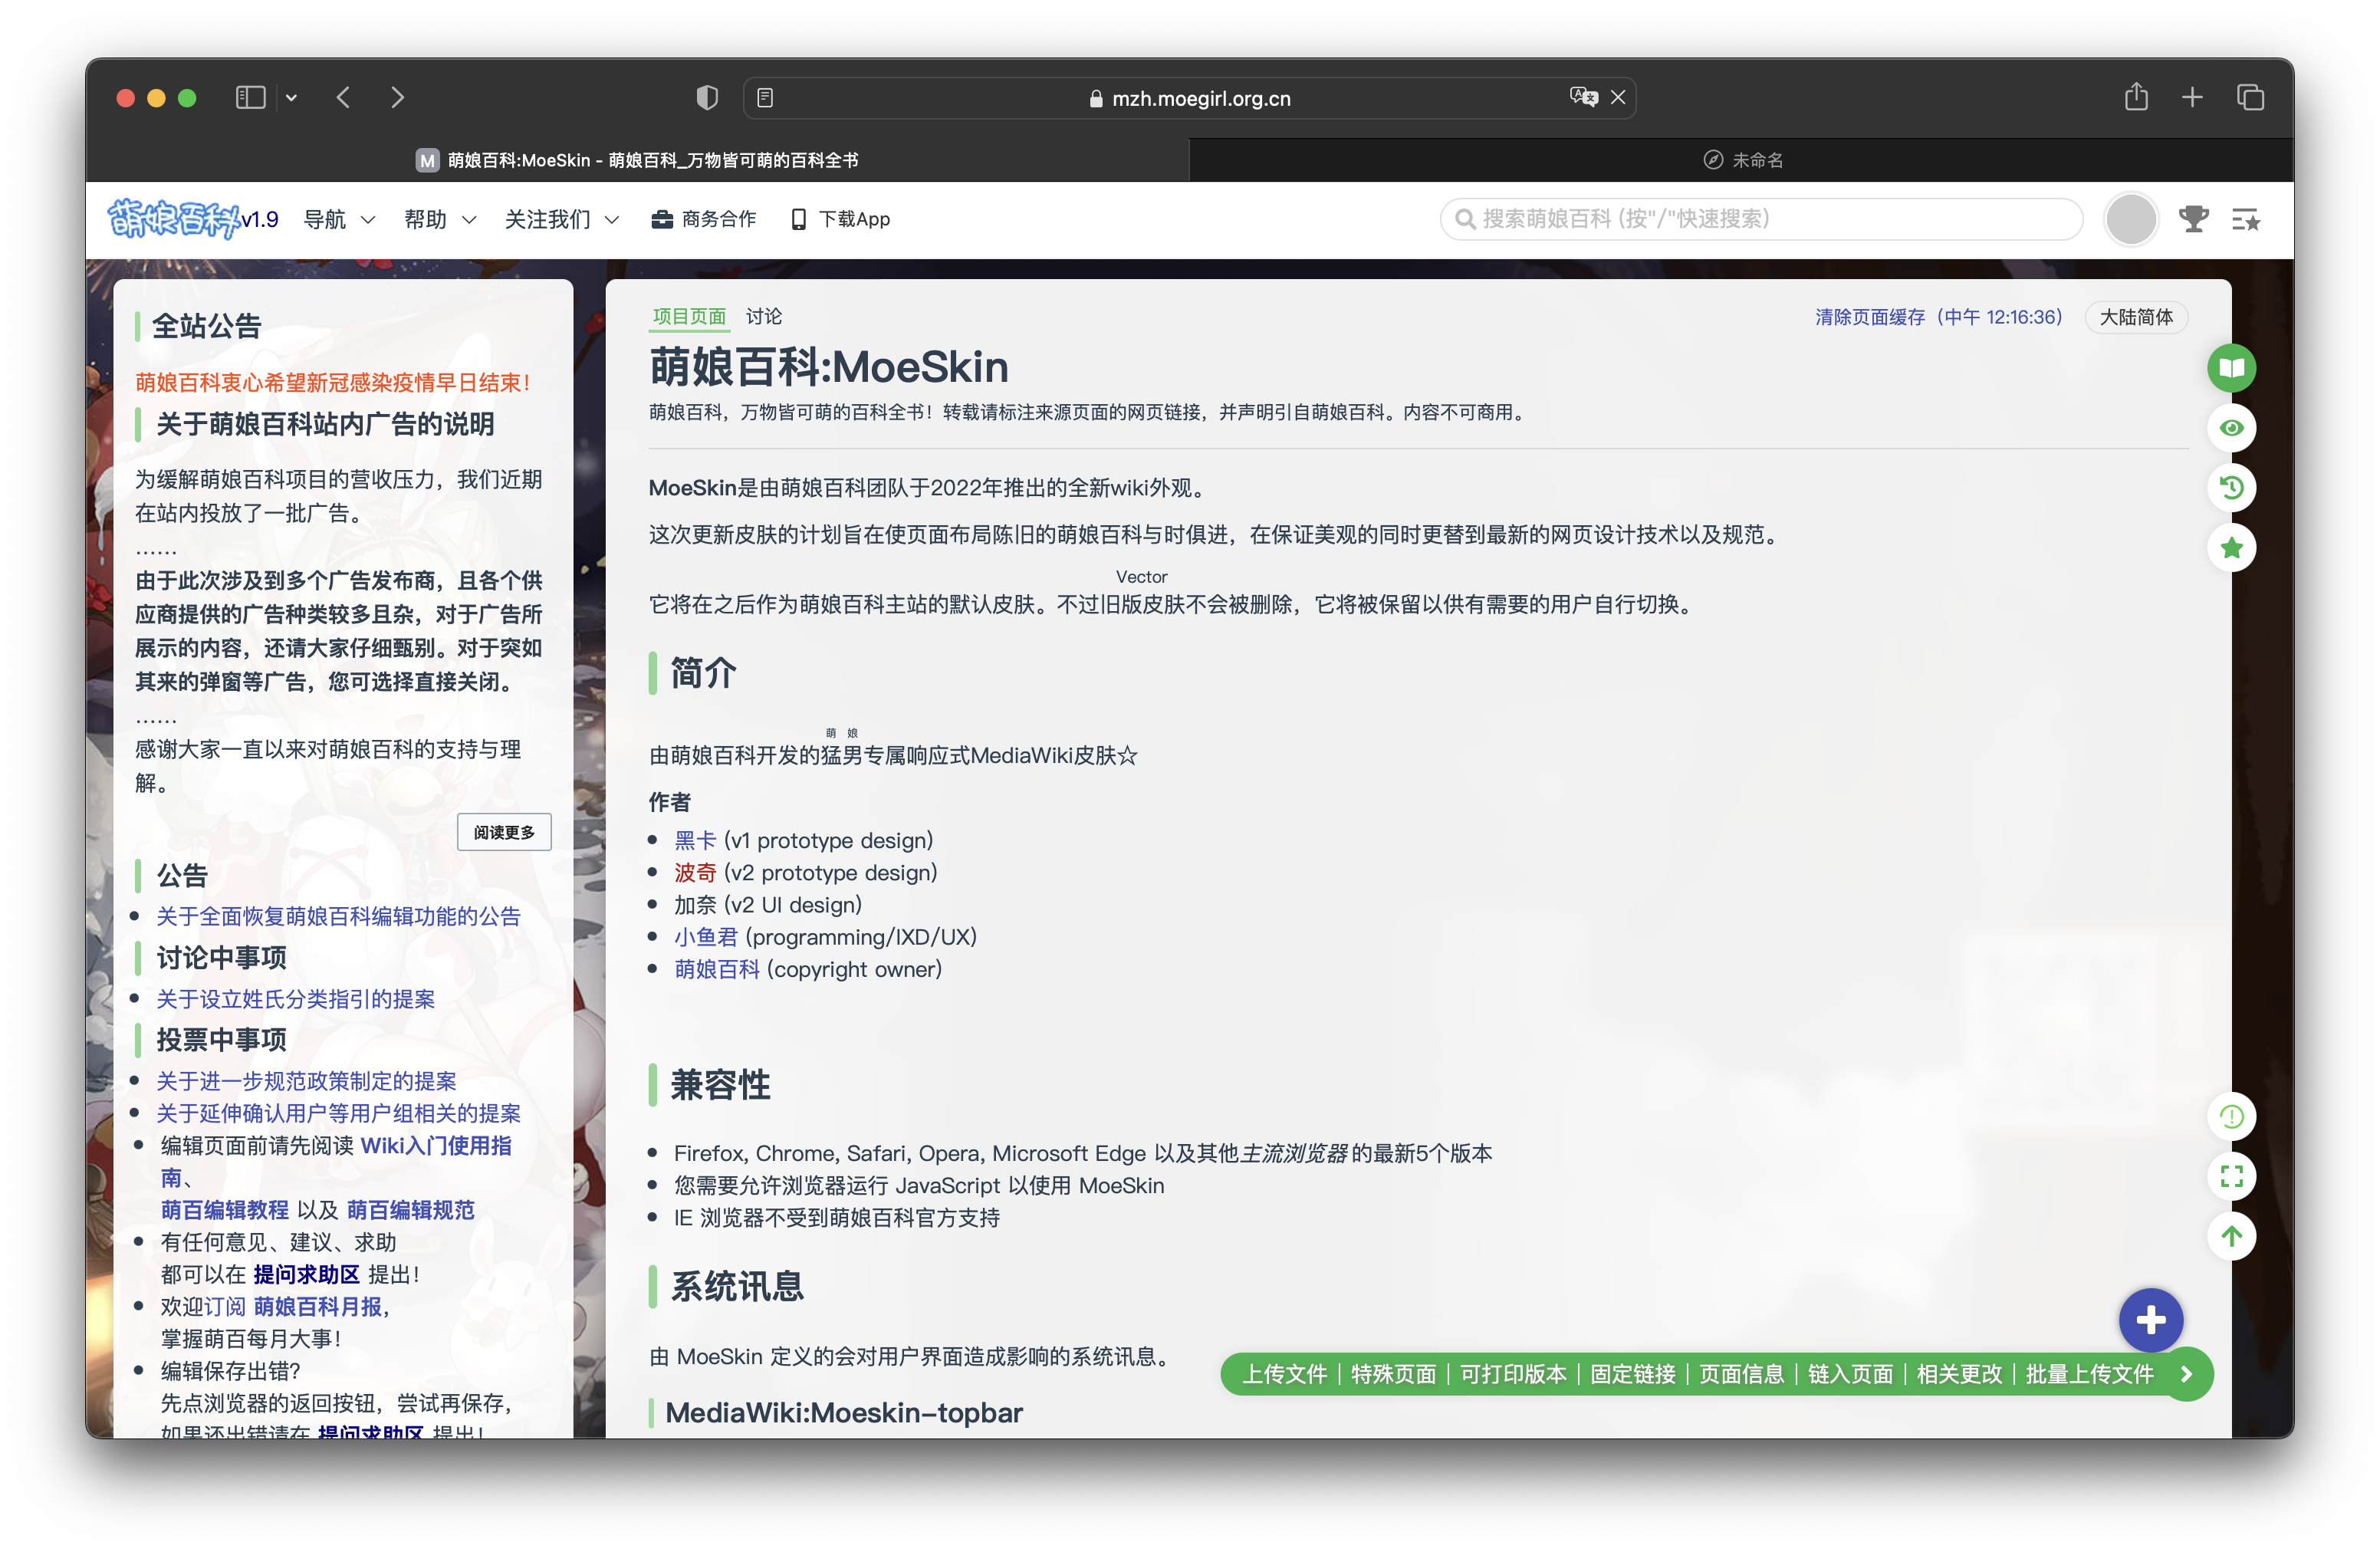 mzh.moegirl.org.cn
M 萌娘百科:MoeSkin - 萌娘百科_万物皆可萌的百科全书
未命名
萌娘百科v1.9 导航 帮助 关注我们 商务合作 下载App
搜索萌娘百科 (按"/"快速搜索)
全站公告
萌娘百科衷心希望新冠感染疫情早日结束！
关于萌娘百科站内广告的说明
为缓解萌娘百科项目的营收压力，我们近期
在站内投放了一批广告。
……
由于此次涉及到多个广告发布商，且各个供
应商提供的广告种类较多且杂，对于广告所
展示的内容，还请大家仔细甄别。对于突如
其来的弹窗等广告，您可选择直接关闭。
……
感谢大家一直以来对萌娘百科的支持与理
解。
阅读更多
公告
关于全面恢复萌娘百科编辑功能的公告
讨论中事项
关于设立姓氏分类指引的提案
投票中事项
关于进一步规范政策制定的提案
关于延伸确认用户等用户组相关的提案
编辑页面前请先阅读 Wiki入门使用指
南、
萌百编辑教程 以及 萌百编辑规范
有任何意见、建议、求助
都可以在 提问求助区 提出！
欢迎订阅 萌娘百科月报，
掌握萌百每月大事！
编辑保存出错？
先点浏览器的返回按钮，尝试再保存，
如果还出错请在 提问求助区 提出！
项目页面 讨论
清除页面缓存（中午 12:16:36） 大陆简体
萌娘百科:MoeSkin
萌娘百科，万物皆可萌的百科全书！转载请标注来源页面的网页链接，并声明引自萌娘百科。内容不可商用。
MoeSkin是由萌娘百科团队于2022年推出的全新wiki外观。
这次更新皮肤的计划旨在使页面布局陈旧的萌娘百科与时俱进，在保证美观的同时更替到最新的网页设计技术以及规范。
Vector
它将在之后作为萌娘百科主站的默认皮肤。不过旧版皮肤不会被删除，它将被保留以供有需要的用户自行切换。
简介
萌 娘
由萌娘百科开发的猛男专属响应式MediaWiki皮肤☆
作者
黑卡 (v1 prototype design)
波奇 (v2 prototype design)
加奈 (v2 UI design)
小鱼君 (programming/IXD/UX)
萌娘百科 (copyright owner)
兼容性
Firefox, Chrome, Safari, Opera, Microsoft Edge 以及其他主流浏览器的最新5个版本
您需要允许浏览器运行 JavaScript 以使用 MoeSkin
IE 浏览器不受到萌娘百科官方支持
系统讯息
由 MoeSkin 定义的会对用户界面造成影响的系统讯息。
上传文件 | 特殊页面 | 可打印版本 | 固定链接 | 页面信息 | 链入页面 | 相关更改 | 批量上传文件
MediaWiki:Moeskin-topbar